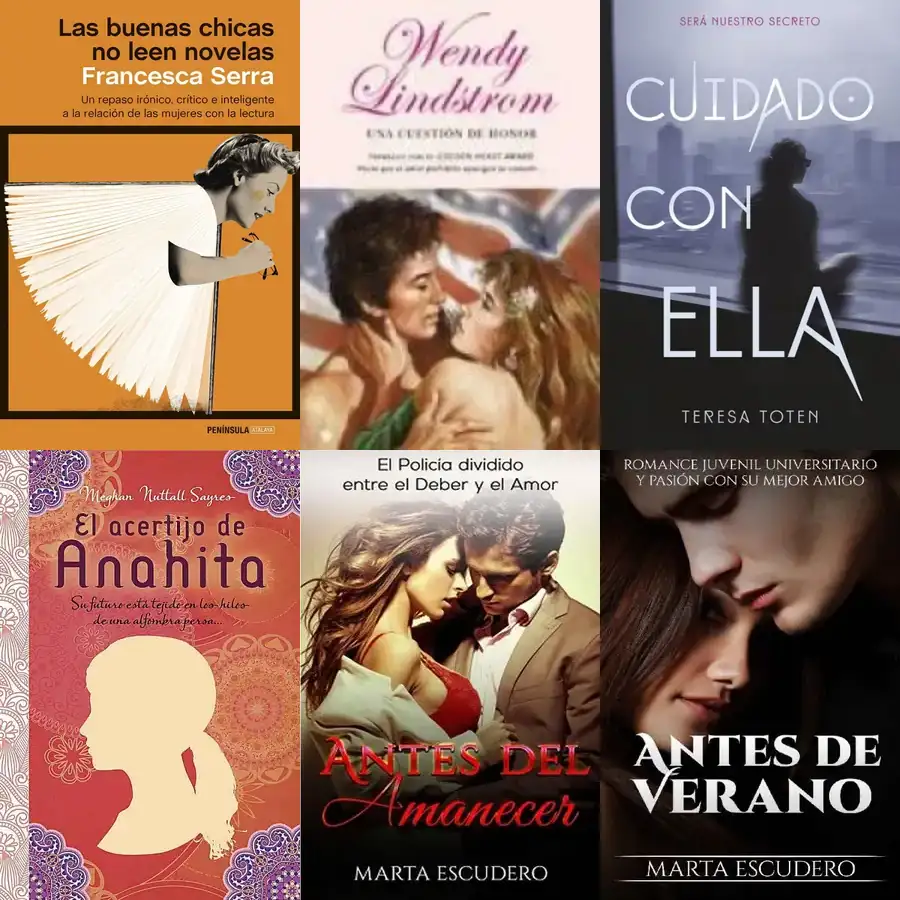 Las buenas chicas
no leen novelas
Francesca Serra
Un repaso irónico, crítico e inteligente
a la relación de las mujeres con la lectura
PENÍNSULA ATALAYA
Wendy
Lindstrom
UNA CUESTIÓN DE HONOR
AWARD
SERÁ NUESTRO SECRETO
CUIDADO
CON
ELLA
TERESA TOTEN
Meghan Nuttall Sayres
El acertijo de
Anahita
Su futuro está tejido en los hilos
de una alfombra persa...
El Policía dividido
entre el Deber y el Amor
ANTES DEL
Amanecer
MARTA ESCUDERO
ROMANCE JUVENIL UNIVERSITARIO
Y PASIÓN CON SU MEJOR AMIGO
ANTES DE
VERANO
MARTA ESCUDERO